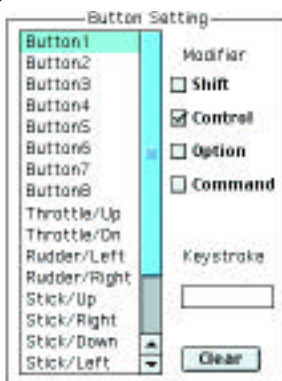 Button Setting
Button1
Button2
Button3
Button4
Button5
Button6
Button7
Button8
Throttle/Up
Throttle/Dn
Rudder/Left
Rudder/Right
Stick/Up
Stick/Right
Stick/Down
Stick/Left
Modifier
Shift
Control
Option
Command
Keystroke
Clear